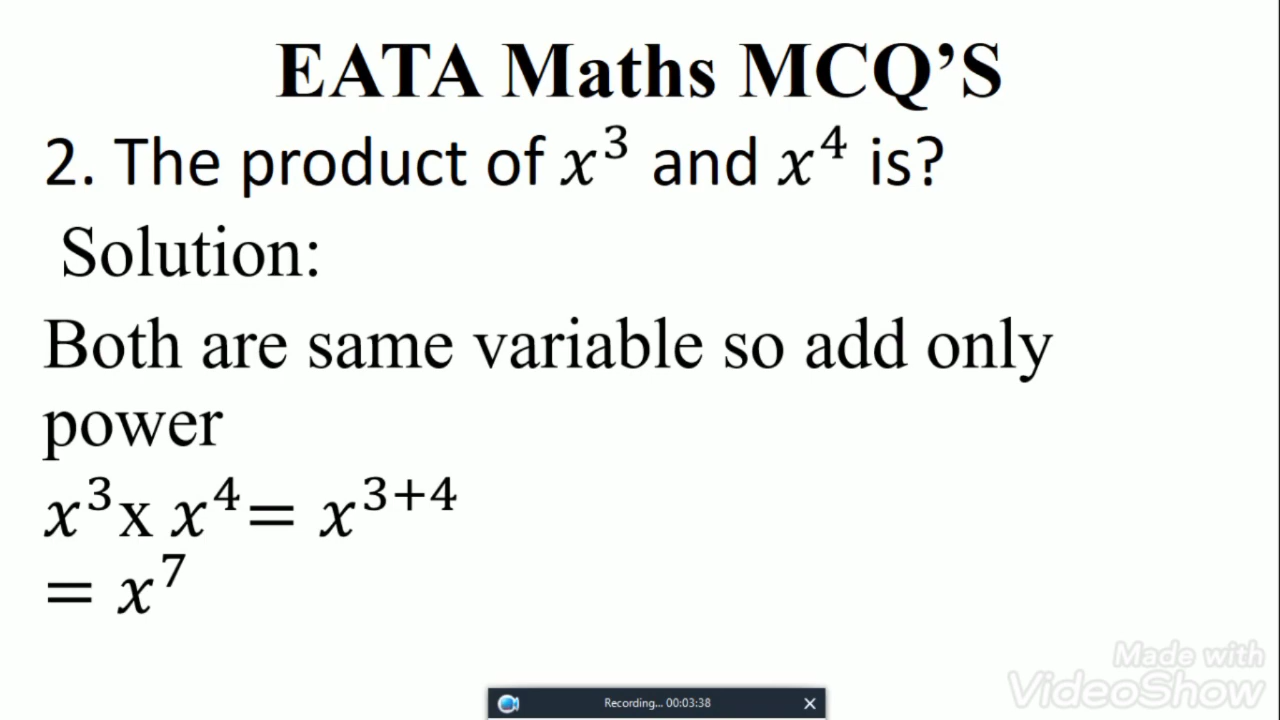 EATA Maths MCQ’S
2. The product of x³ and x⁴ is?
Solution:
Both are same variable so add only
power
x³x x⁴= x³⁺⁴
= x⁷
Made with
VideoShow
Recording... 00:03:38